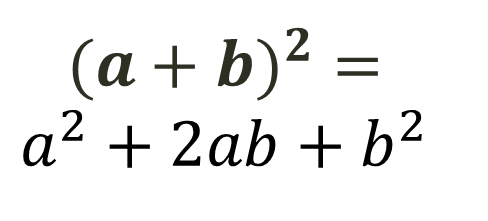 (a + b)² =
a² + 2ab + b²